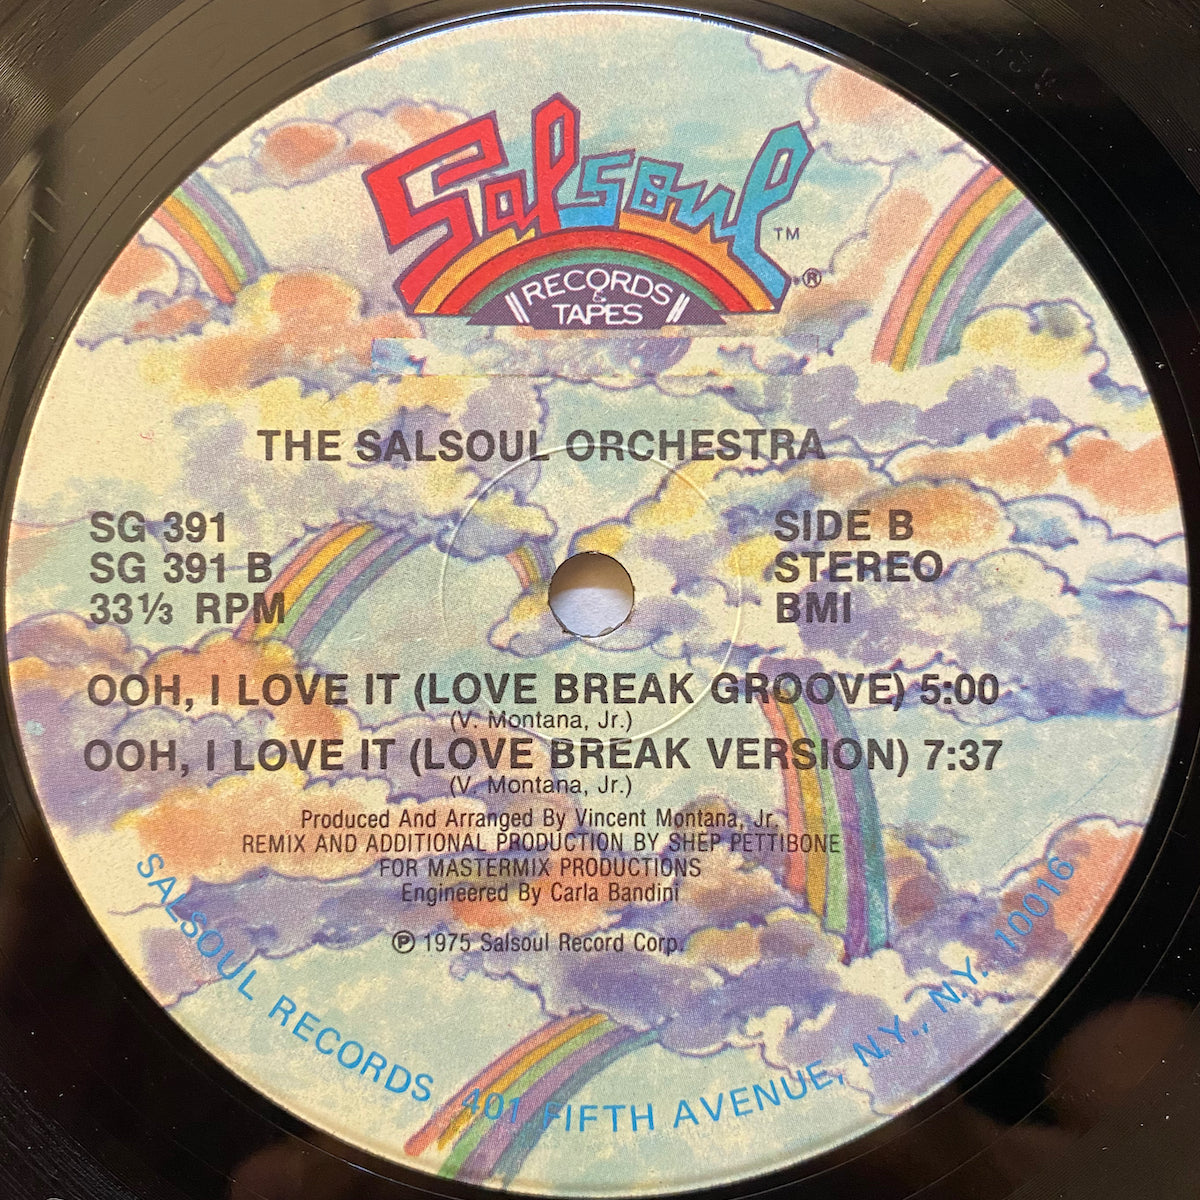 Salsoul TM
®
RECORDS
&
TAPES
THE SALSOUL ORCHESTRA
SG 391
SG 391 B
33 1/3 RPM
SIDE B
STEREO
BMI
OOH, I LOVE IT (LOVE BREAK GROOVE) 5:00
(V. Montana, Jr.)
OOH, I LOVE IT (LOVE BREAK VERSION) 7:37
(V. Montana, Jr.)
Produced And Arranged By Vincent Montana, Jr.
REMIX AND ADDITIONAL PRODUCTION BY SHEP PETTIBONE
FOR MASTERMIX PRODUCTIONS
Engineered By Carla Bandini
℗ 1975 Salsoul Record Corp.
SALSOUL RECORDS 401 FIFTH AVENUE, N.Y., N.Y. 10016